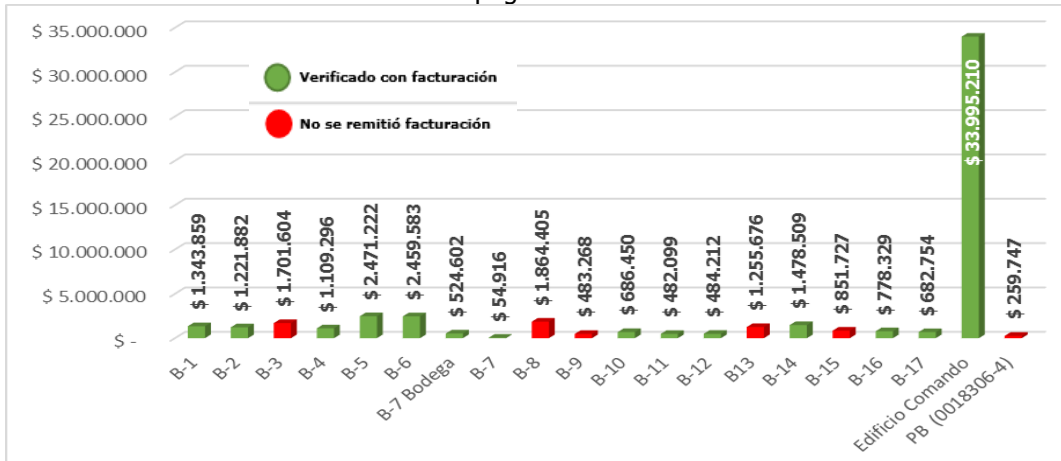 $ 35.000.000
$ 30.000.000
$ 25.000.000
$ 20.000.000
$ 15.000.000
$ 10.000.000
$ 5.000.000
$ -
Verificado con facturación
No se remitió facturación
$ 1.343.859
$ 1.221.882
$ 1.701.604
$ 1.109.296
$ 2.471.222
$ 2.459.583
$ 524.602
$ 54.916
$ 1.864.405
$ 483.268
$ 686.450
$ 482.099
$ 484.212
$ 1.255.676
$ 1.478.509
$ 851.727
$ 778.329
$ 682.754
$ 33.995.210
$ 259.747
B-1
B-2
B-3
B-4
B-5
B-6
B-7 Bodega
B-7
B-8
B-9
B-10
B-11
B-12
B13
B-14
B-15
B-16
B-17
Edificio Comando
PB (0018306-4)